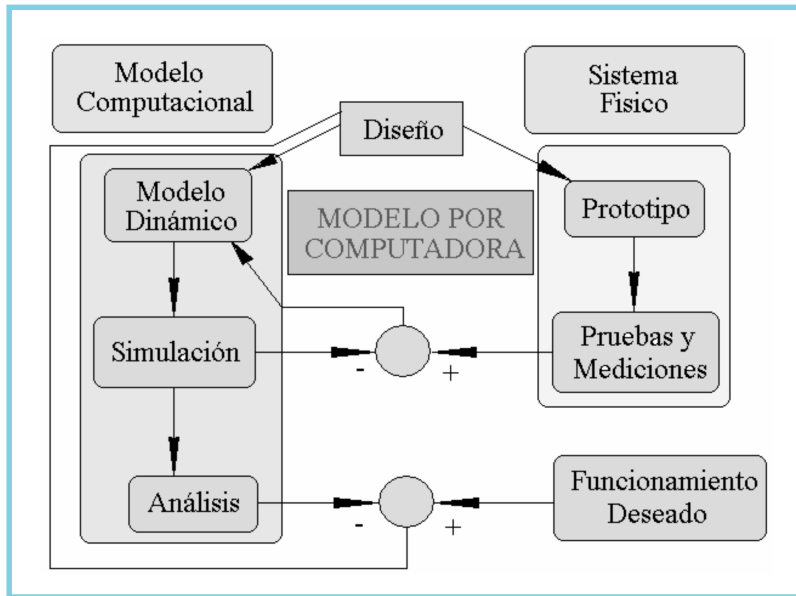 Modelo
Computacional
Sistema
Fisico
Diseño
Modelo
Dinámico
MODELO POR
COMPUTADORA
Prototipo
Simulación
-
+
Pruebas y
Mediciones
Análisis
-
+
Funcionamiento
Deseado